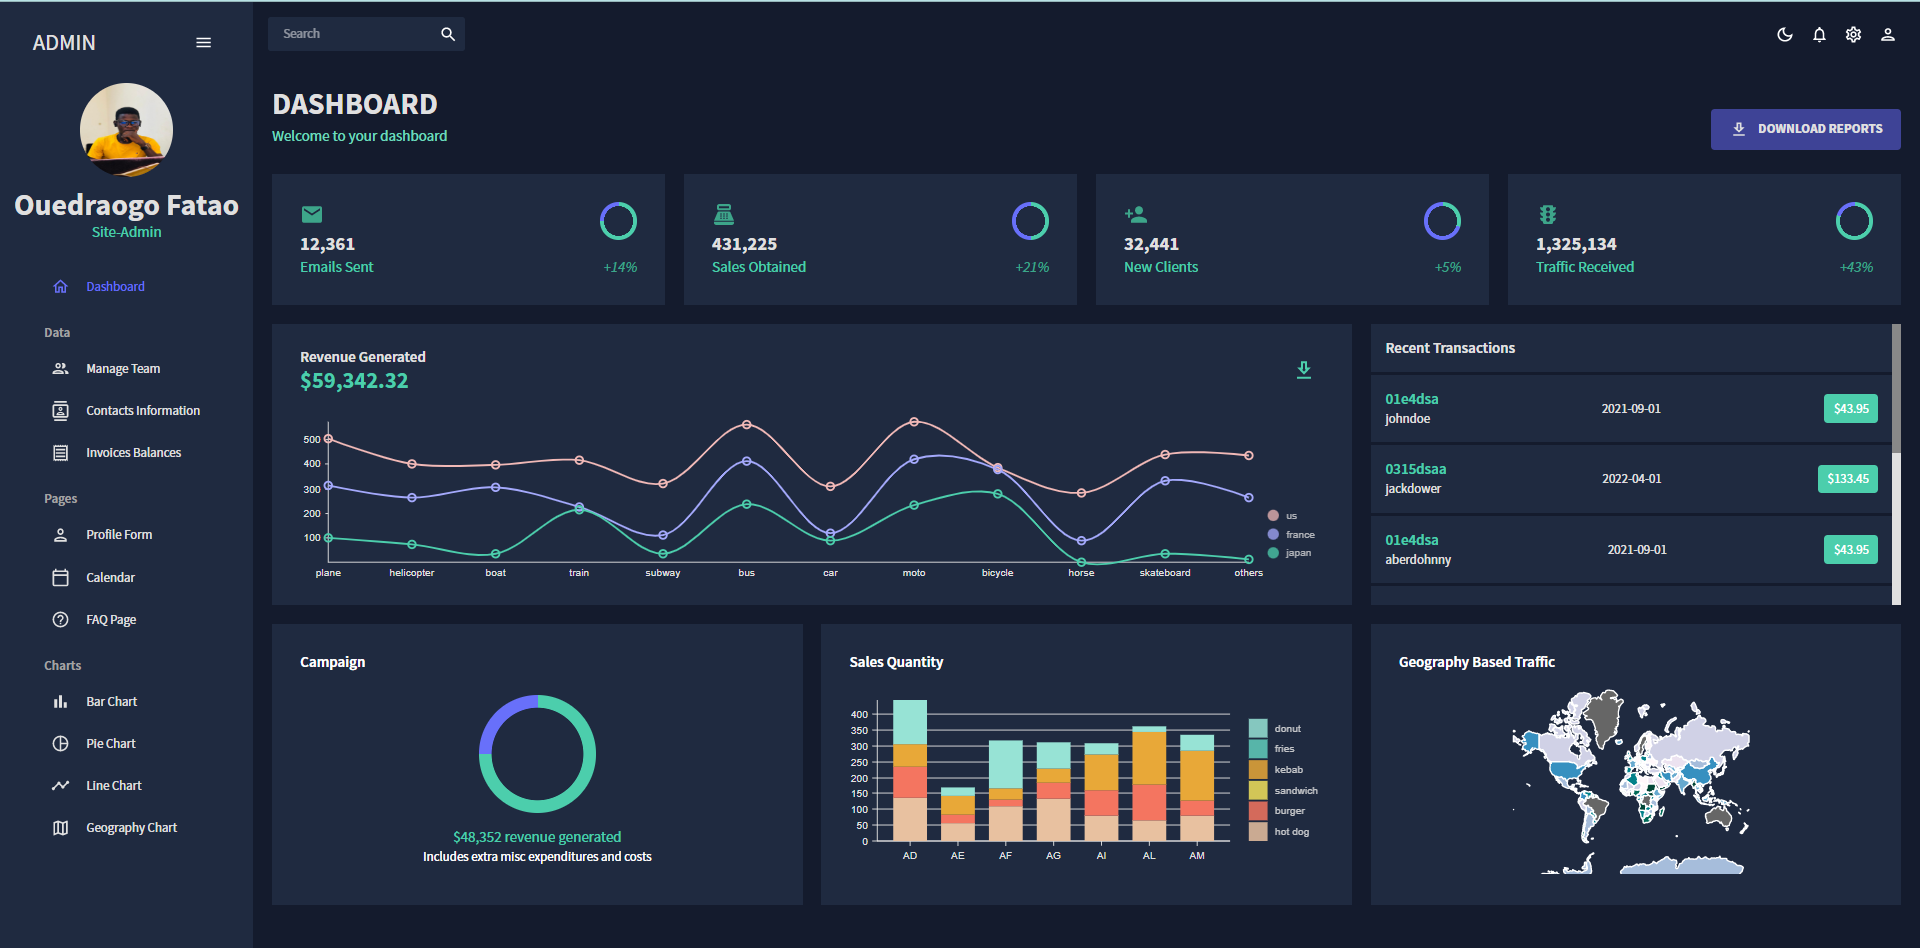 ADMIN
Search
Ouedraogo Fatao
Site-Admin
Dashboard
Data
Manage Team
Contacts Information
Invoices Balances
Pages
Profile Form
Calendar
FAQ Page
Charts
Bar Chart
Pie Chart
Line Chart
Geography Chart
DASHBOARD
Welcome to your dashboard
DOWNLOAD REPORTS
12,361
Emails Sent
+14%
431,225
Sales Obtained
+21%
32,441
New Clients
+5%
1,325,134
Traffic Received
+43%
Revenue Generated
$59,342.32
500
400
300
200
100
plane helicopter boat train subway bus car moto bicycle horse skateboard others
us
france
japan
Recent Transactions
01e4dsa
johndoe
2021-09-01
$43.95
0315dsaa
jackdower
2022-04-01
$133.45
01e4dsa
aberdohnny
2021-09-01
$43.95
Campaign
$48,352 revenue generated
Includes extra misc expenditures and costs
Sales Quantity
400
350
300
250
200
150
100
50
0
AD AE AF AG AI AL AM
donut
fries
kebab
sandwich
burger
hot dog
Geography Based Traffic